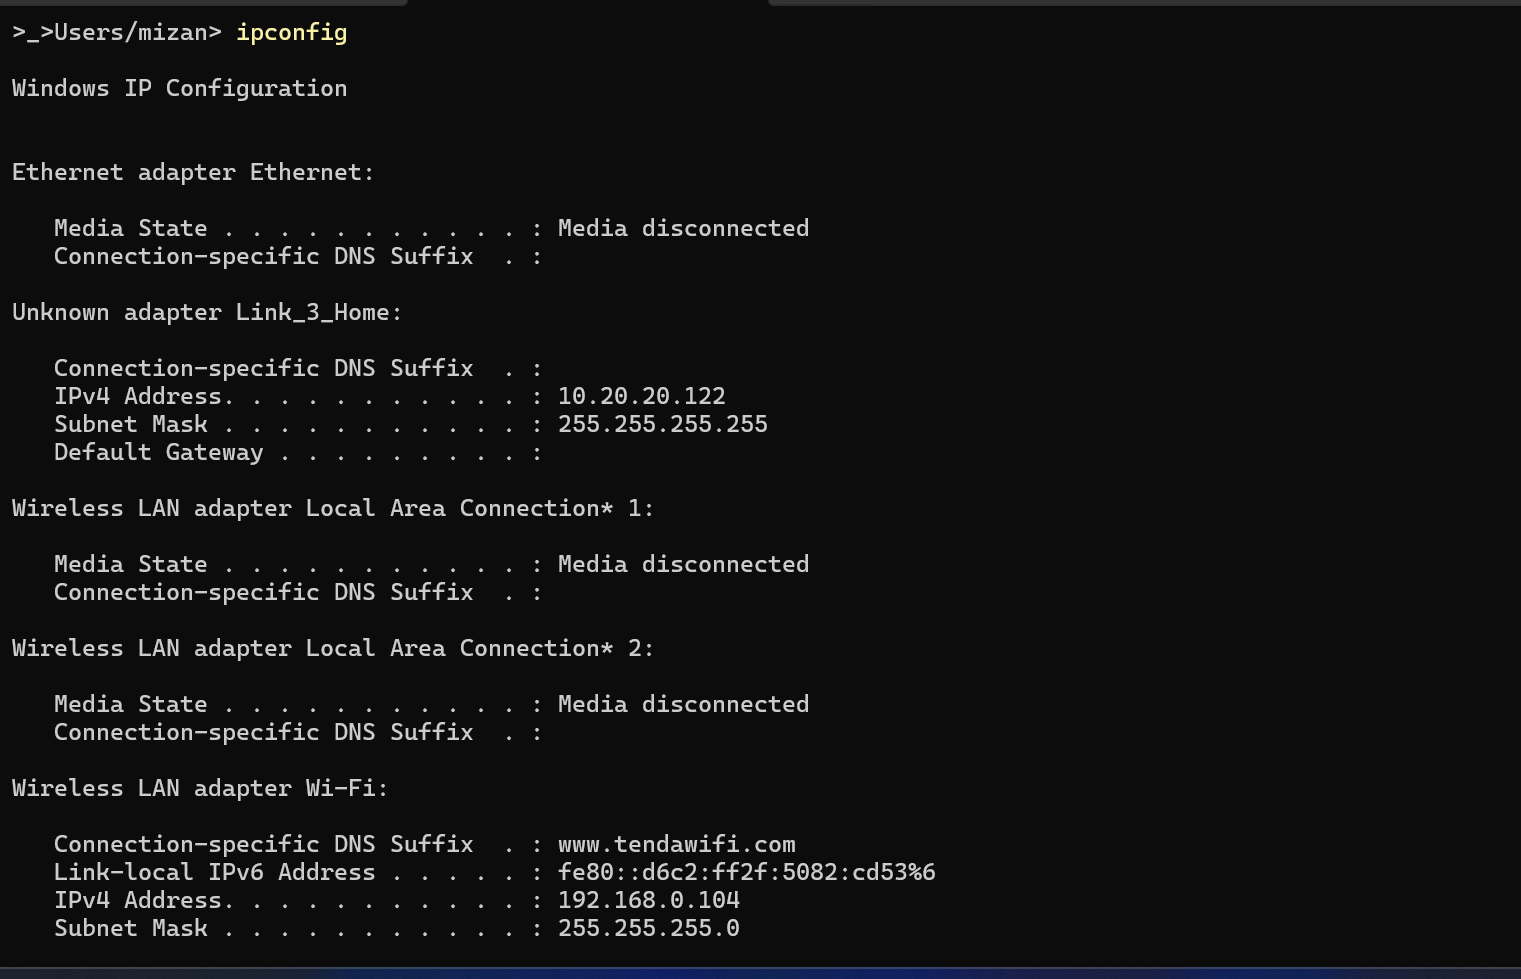 >_>Users/mizan> ipconfig
Windows IP Configuration
Ethernet adapter Ethernet:
   Media State . . . . . . . . . . . : Media disconnected
   Connection-specific DNS Suffix  . :
Unknown adapter Link_3_Home:
   Connection-specific DNS Suffix  . :
   IPv4 Address. . . . . . . . . . . : 10.20.20.122
   Subnet Mask . . . . . . . . . . . : 255.255.255.255
   Default Gateway . . . . . . . . . :
Wireless LAN adapter Local Area Connection* 1:
   Media State . . . . . . . . . . . : Media disconnected
   Connection-specific DNS Suffix  . :
Wireless LAN adapter Local Area Connection* 2:
   Media State . . . . . . . . . . . : Media disconnected
   Connection-specific DNS Suffix  . :
Wireless LAN adapter Wi-Fi:
   Connection-specific DNS Suffix  . : www.tendawifi.com
   Link-local IPv6 Address . . . . . : fe80::d6c2:ff2f:5082:cd53%6
   IPv4 Address. . . . . . . . . . . : 192.168.0.104
   Subnet Mask . . . . . . . . . . . : 255.255.255.0